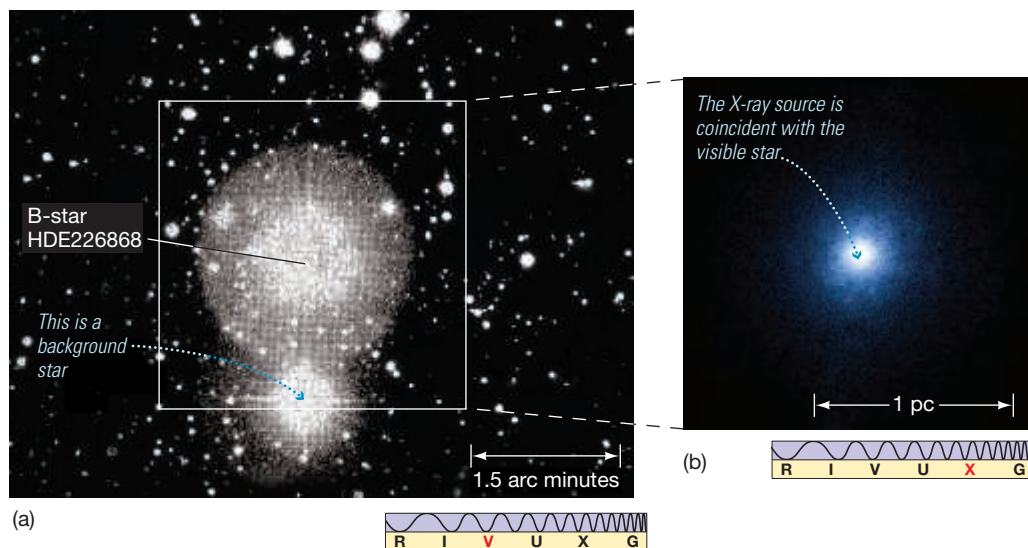 B-star
HDE226868
This is a
background
star
1.5 arc minutes
(a)
R I V U X G
The X-ray source is
coincident with the
visible star
1 pc
(b)
R I V U X G